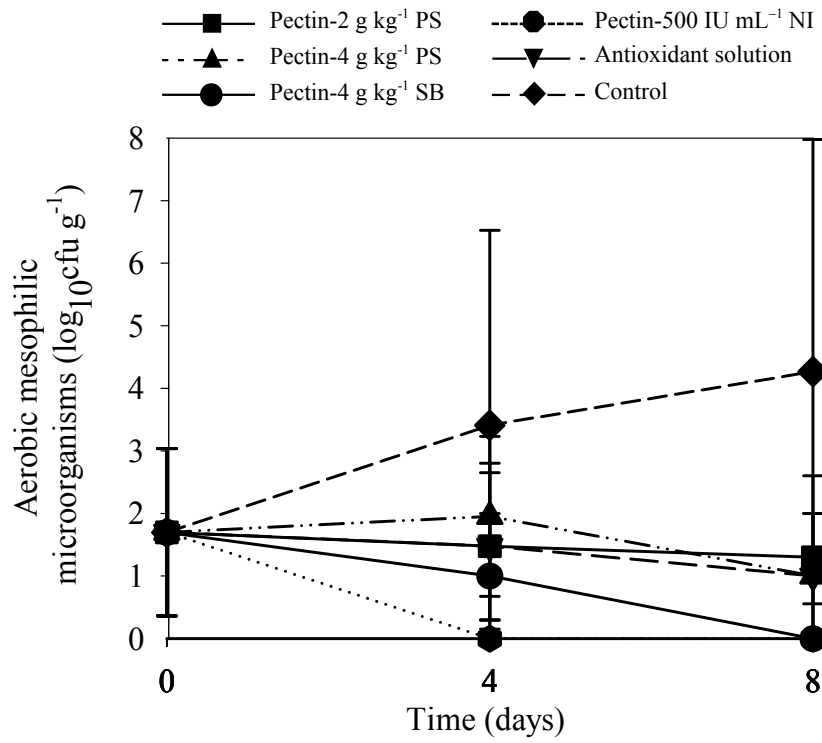 Pectin-2 g kg⁻¹ PS
Pectin-4 g kg⁻¹ PS
Pectin-4 g kg⁻¹ SB
Pectin-500 IU mL⁻¹ NI
Antioxidant solution
Control
Aerobic mesophilic
microorganisms (log₁₀cfu g⁻¹)
8
7
6
5
4
3
2
1
0
0 4 8
Time (days)